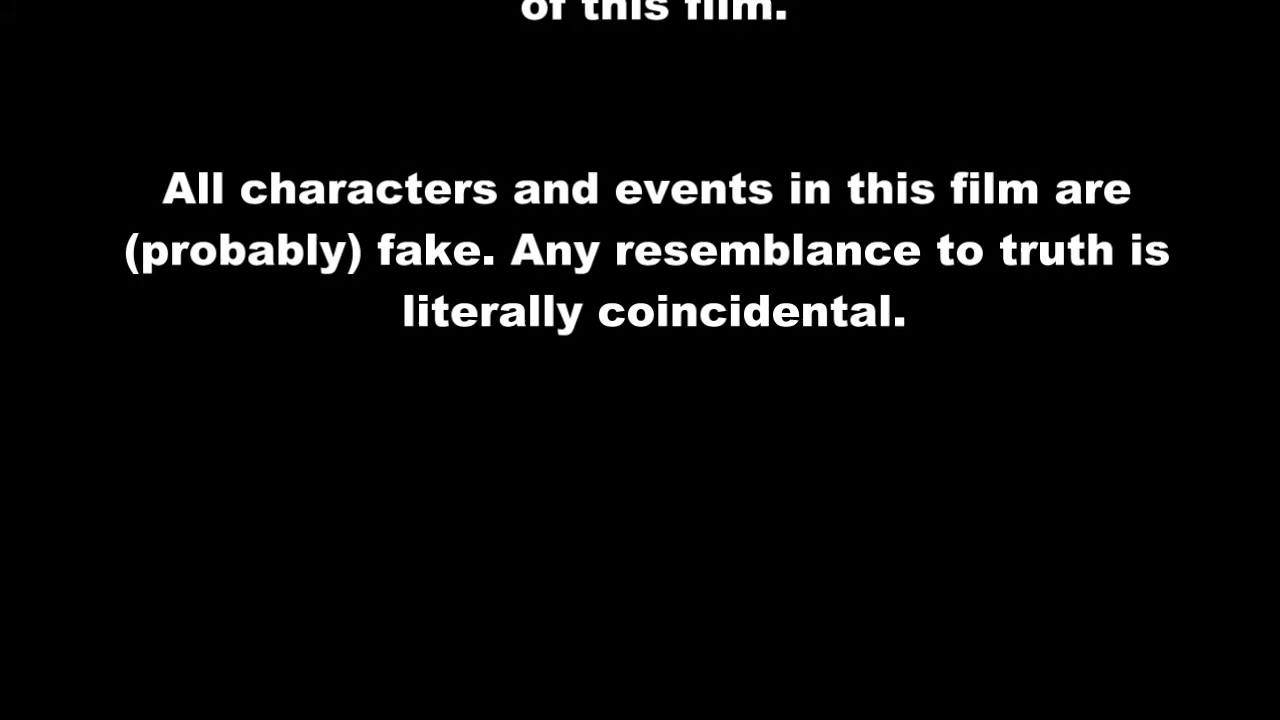 of this film.
All characters and events in this film are
(probably) fake. Any resemblance to truth is
literally coincidental.